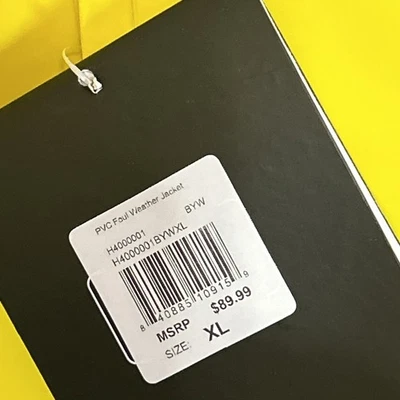 PVC Foul Weather Jacket
H4000001 BYW
H4000001BYWXL
8 40885 10915 9
MSRP $89.99
SIZE: XL